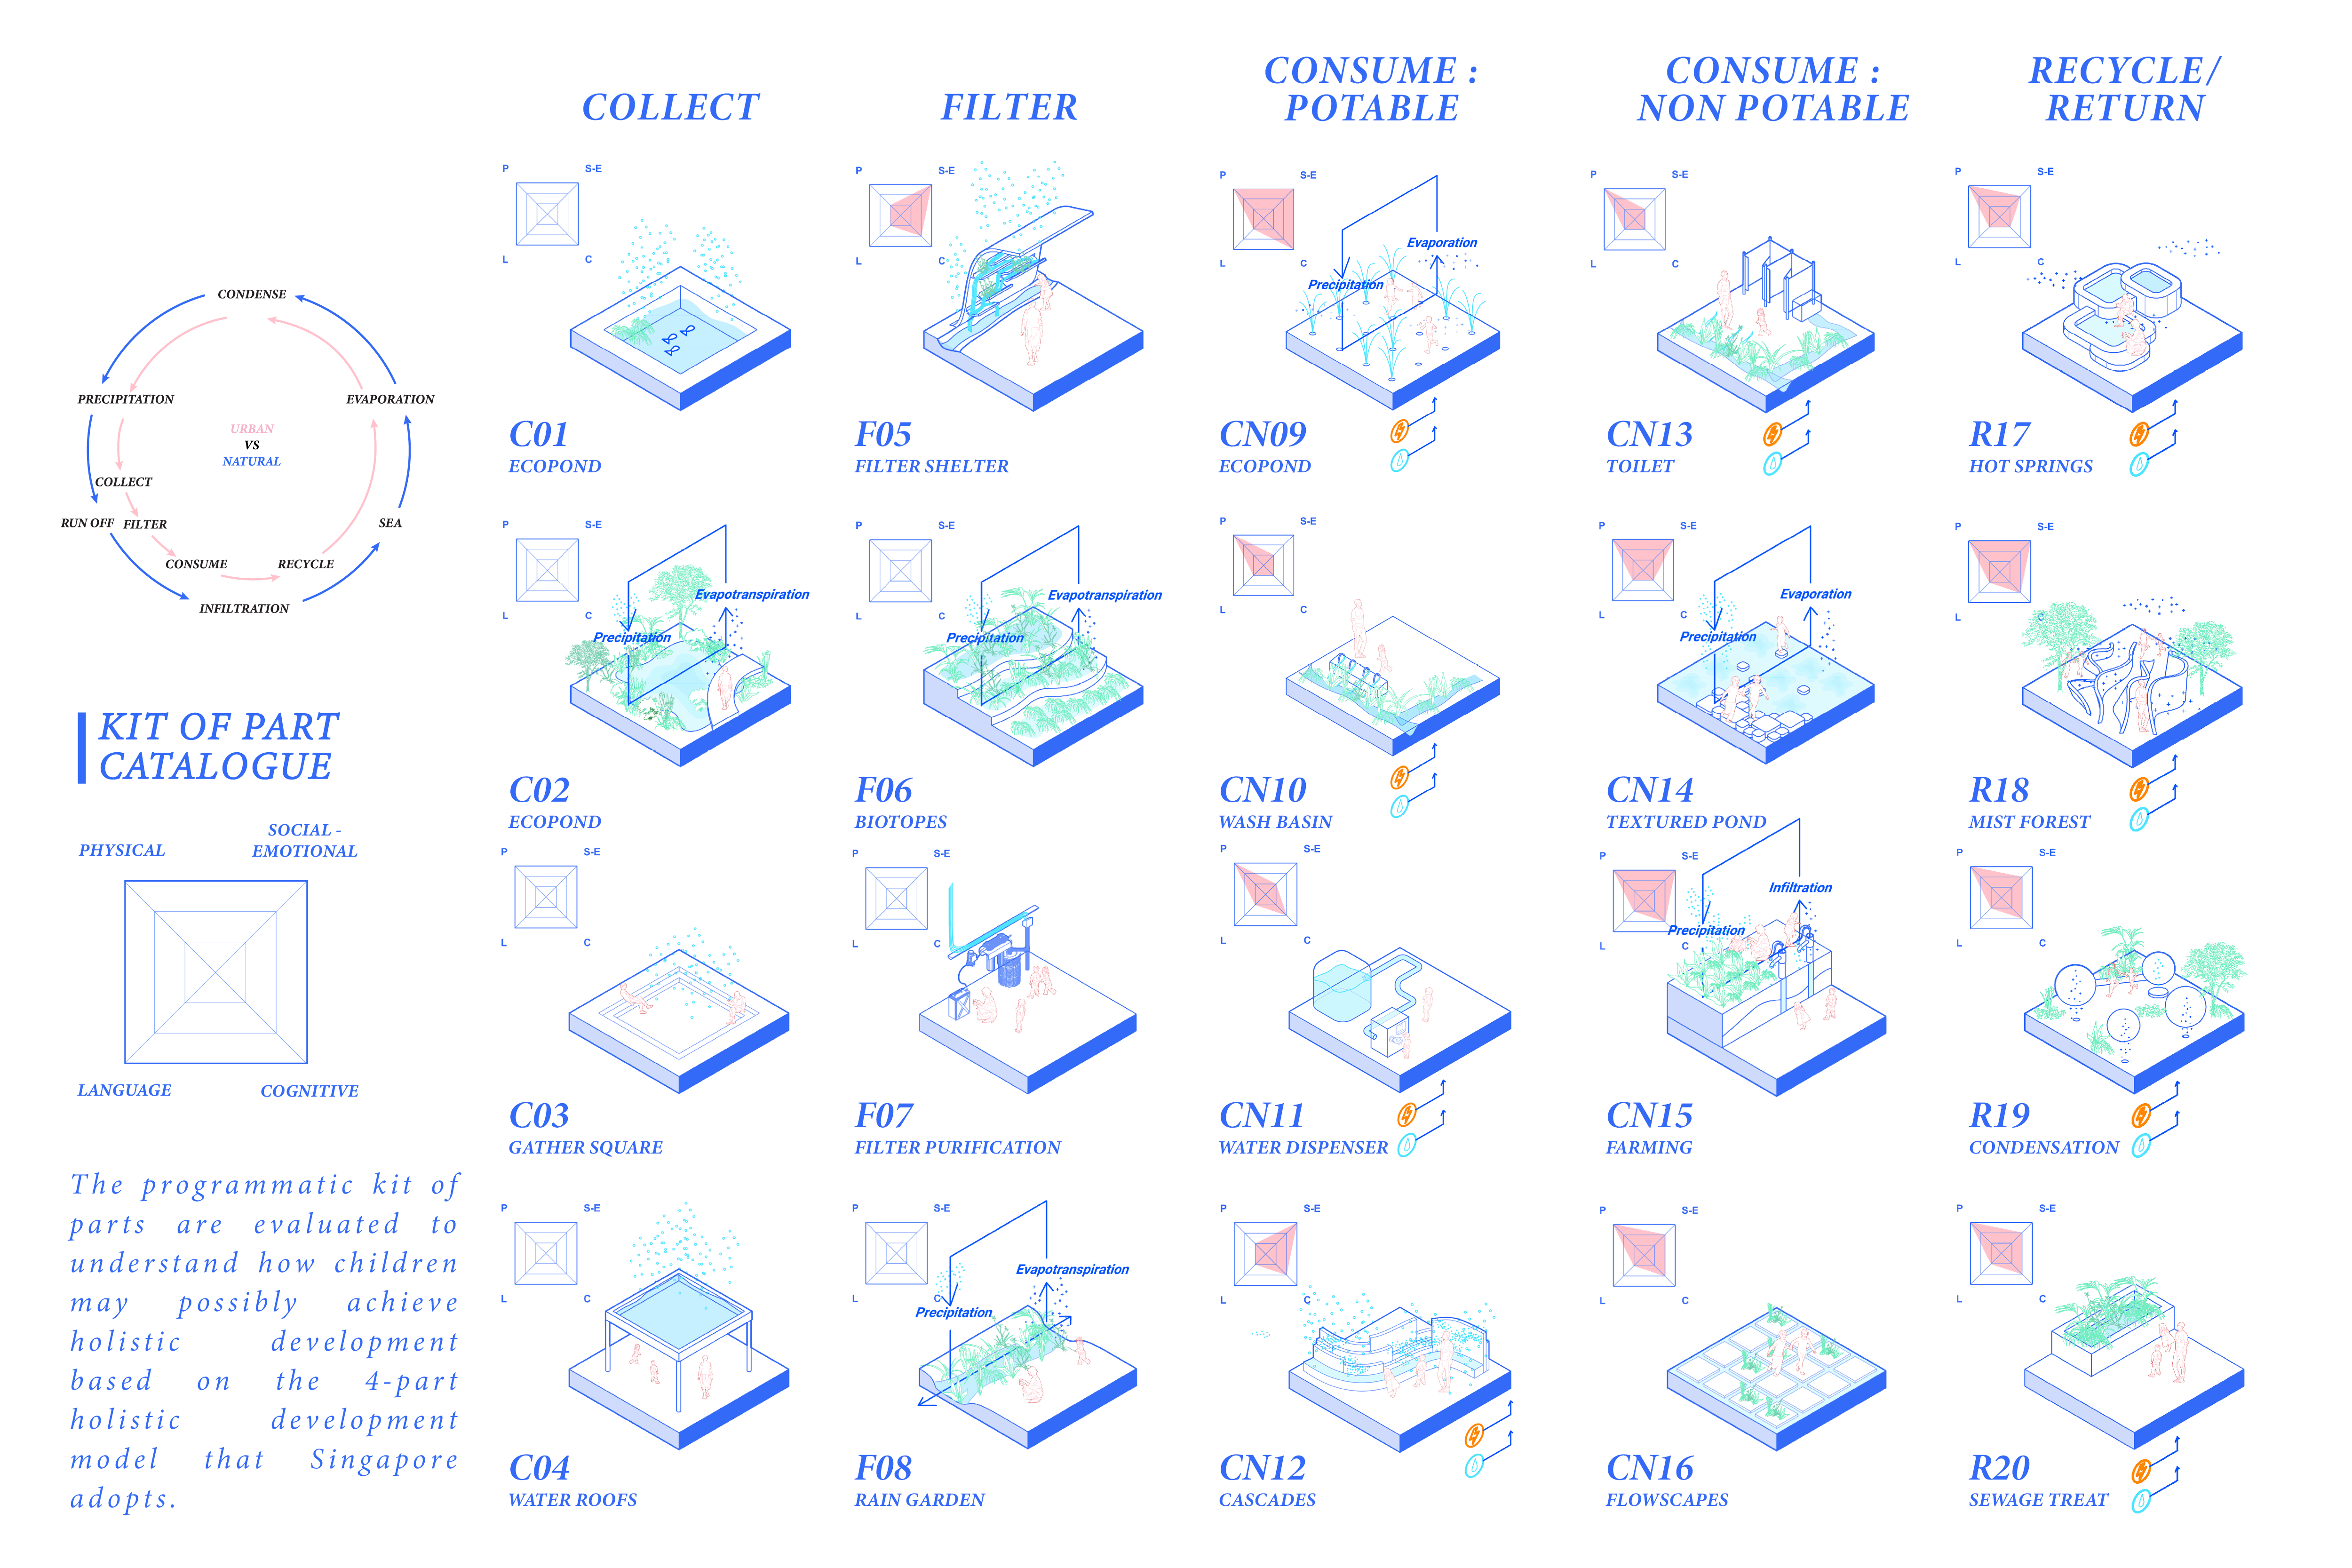 COLLECT
FILTER
CONSUME :
POTABLE
CONSUME :
NON POTABLE
RECYCLE/
RETURN
CONDENSE
PRECIPITATION
EVAPORATION
URBAN
VS
NATURAL
COLLECT
RUN OFF
FILTER
SEA
CONSUME
RECYCLE
INFILTRATION
KIT OF PART
CATALOGUE
SOCIAL -
PHYSICAL
EMOTIONAL
LANGUAGE
COGNITIVE
The programmatic kit of
parts are evaluated to
understand how children
may possibly achieve
holistic development
based on the 4-part
holistic development
model that Singapore
adopts.
P
S-E
L
C
C01
ECOPOND
P
S-E
L
C
F05
FILTER SHELTER
P
S-E
L
C
Evaporation
Precipitation
CN09
ECOPOND
P
S-E
L
C
CN13
TOILET
P
S-E
L
C
R17
HOT SPRINGS
P
S-E
L
C
Evapotranspiration
Precipitation
C02
ECOPOND
P
S-E
L
C
Evapotranspiration
Precipitation
F06
BIOTOPES
P
S-E
L
C
CN10
WASH BASIN
P
S-E
L
C
Evaporation
Precipitation
CN14
TEXTURED POND
P
S-E
L
C
R18
MIST FOREST
P
S-E
L
C
C03
GATHER SQUARE
P
S-E
L
C
F07
FILTER PURIFICATION
P
S-E
L
C
CN11
WATER DISPENSER
P
S-E
L
C
Infiltration
Precipitation
CN15
FARMING
P
S-E
L
C
R19
CONDENSATION
P
S-E
L
C
C04
WATER ROOFS
P
S-E
L
C
Evapotranspiration
Precipitation
F08
RAIN GARDEN
P
S-E
L
C
CN12
CASCADES
P
S-E
L
C
CN16
FLOWSCAPES
P
S-E
L
C
R20
SEWAGE TREAT